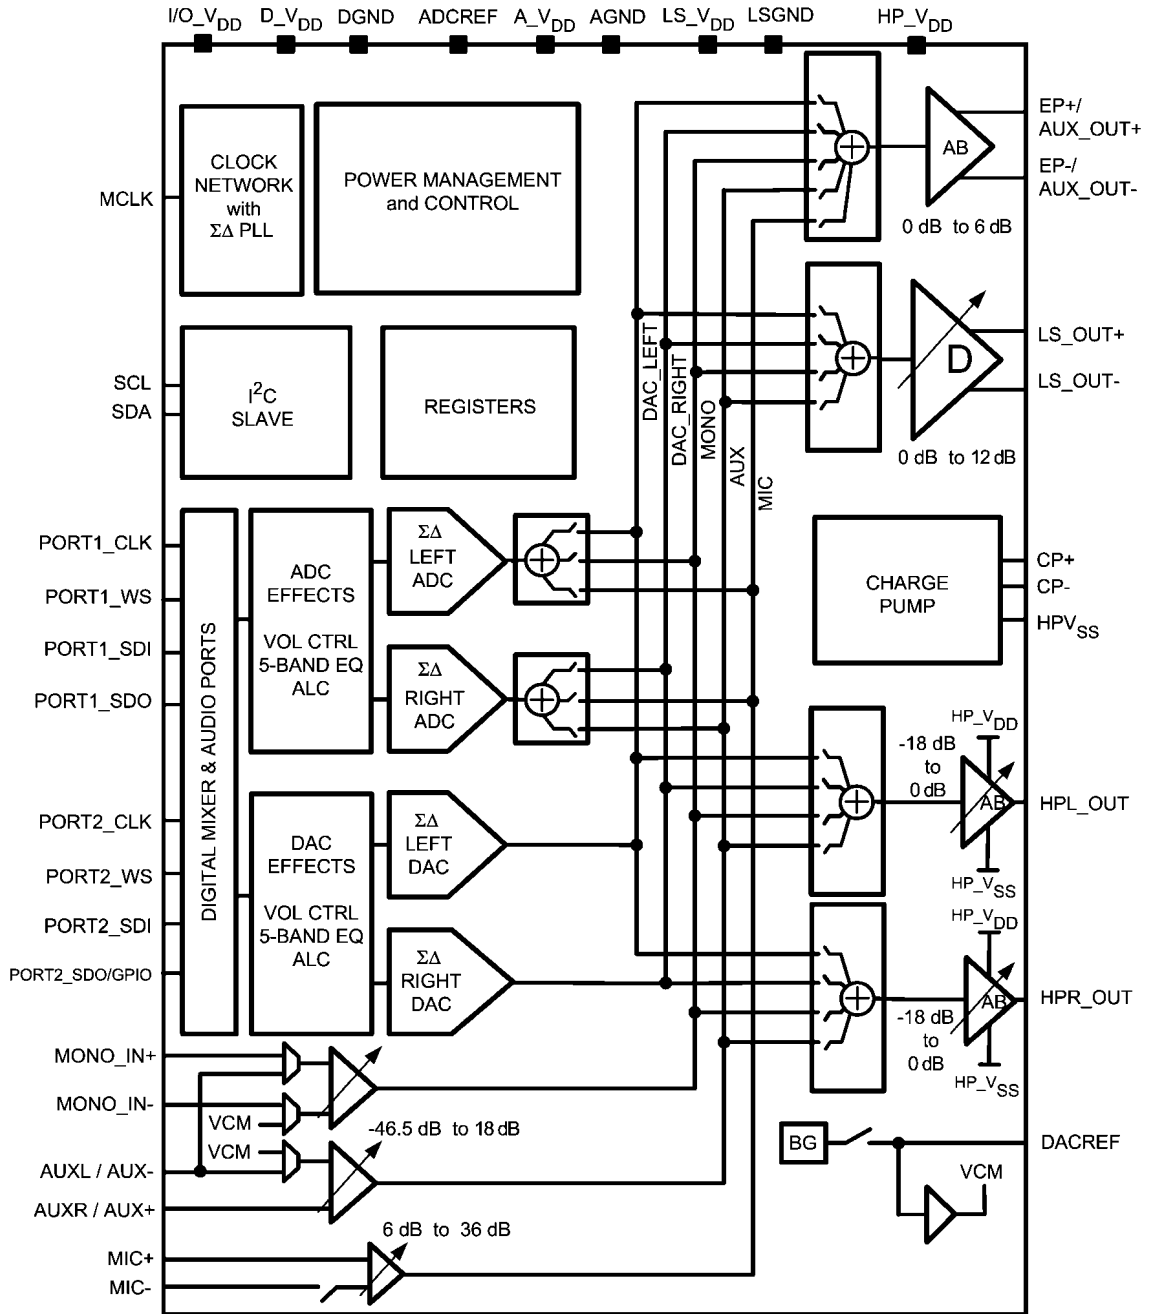 I/O_VDD D_VDD DGND ADCREF A_VDD AGND LS_VDD LSGND HP_VDD
MCLK
CLOCK
NETWORK
with
ΣΔ PLL
POWER MANAGEMENT
and CONTROL
AB
EP+/
AUX_OUT+
EP-/
AUX_OUT-
0 dB to 6 dB
SCL
SDA
I2C
SLAVE
REGISTERS
DAC_LEFT
DAC_RIGHT
MONO
AUX
MIC
D
LS_OUT+
LS_OUT-
0 dB to 12 dB
PORT1_CLK
PORT1_WS
PORT1_SDI
PORT1_SDO
PORT2_CLK
PORT2_WS
PORT2_SDI
PORT2_SDO/GPIO
DIGITAL MIXER & AUDIO PORTS
ADC
EFFECTS
VOL CTRL
5-BAND EQ
ALC
ΣΔ
LEFT
ADC
ΣΔ
RIGHT
ADC
DAC
EFFECTS
VOL CTRL
5-BAND EQ
ALC
ΣΔ
LEFT
DAC
ΣΔ
RIGHT
DAC
CHARGE
PUMP
CP+
CP-
HPVSS
-18 dB
to
0 dB
HP_VDD
AB
HP_VSS
HPL_OUT
HP_VDD
AB
-18 dB
to
0 dB
HP_VSS
HPR_OUT
MONO_IN+
MONO_IN-
VCM
-46.5 dB to 18 dB
VCM
AUXL / AUX-
AUXR / AUX+
6 dB to 36 dB
MIC+
MIC-
BG
DACREF
VCM